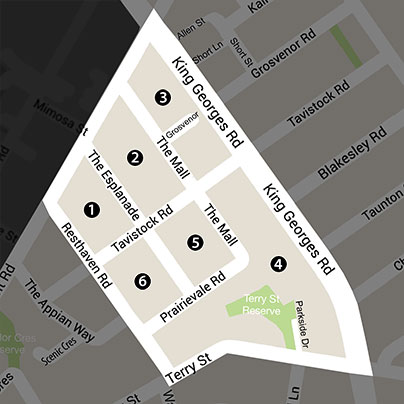 Allen St
Short Ln
Short St
Grosvenor Rd
King Georges Rd
Tavistock Rd
Mimosa St
3
Grosvenor
Blakesley Rd
2
The Mall
The Esplanade
1
Taunton
King Georges Rd
The Mall
Tavistock Rd
Resthaven Rd
5
4
6
The Appian Way
Prairievale Rd
Terry St
Reserve
Parkside Dr
Scenic Cres
Terry St
Ln